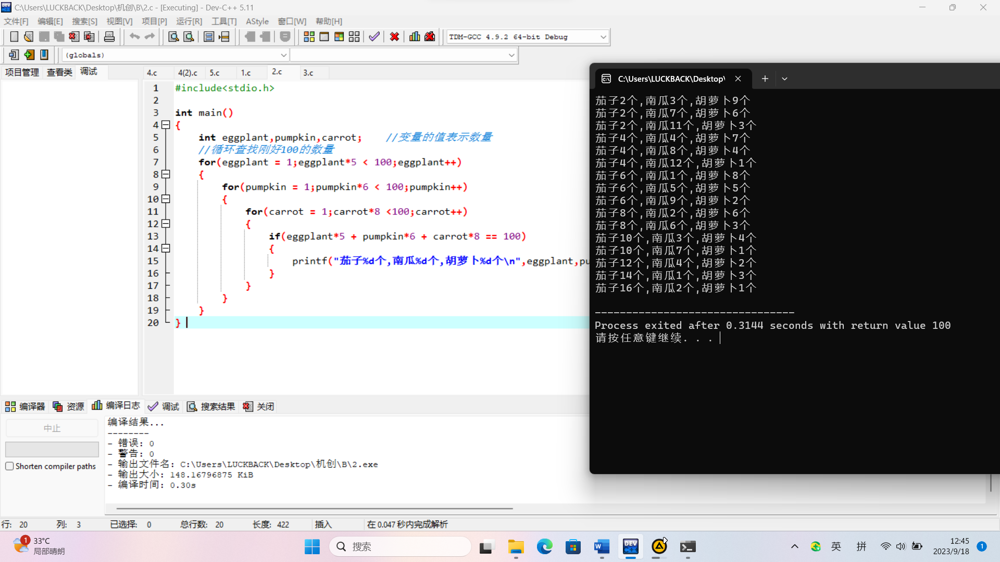 C:\Users\LUCKBACK\Desktop\机创\B\2.c - [Executing] - Dev-C++ 5.11
文件[F] 编辑[E] 搜索[S] 视图[V] 项目[P] 运行[R] 工具[T] AStyle 窗口[W] 帮助[H]
TDM-GCC 4.9.2 64-bit Debug
(globals)
项目管理 查看类 调试
4.c 4(2).c 5.c 1.c 2.c 3.c
1 #include<stdio.h>
2
3 int main()
4 {
5 int eggplant,pumpkin,carrot; //变量的值表示数量
6 //循环查找刚好100的数量
7 for(eggplant = 1;eggplant*5 < 100;eggplant++)
8 {
9 for(pumpkin = 1;pumpkin*6 < 100;pumpkin++)
10 {
11 for(carrot = 1;carrot*8 <100;carrot++)
12 {
13 if(eggplant*5 + pumpkin*6 + carrot*8 == 100)
14 {
15 printf("茄子%d个,南瓜%d个,胡萝卜%d个\n",eggplant,pu
16 }
17 }
18 }
19 }
20 }
C:\Users\LUCKBACK\Desktop\
茄子2个,南瓜3个,胡萝卜9个
茄子2个,南瓜7个,胡萝卜6个
茄子2个,南瓜11个,胡萝卜3个
茄子4个,南瓜4个,胡萝卜7个
茄子4个,南瓜8个,胡萝卜4个
茄子4个,南瓜12个,胡萝卜1个
茄子6个,南瓜1个,胡萝卜8个
茄子6个,南瓜5个,胡萝卜5个
茄子6个,南瓜9个,胡萝卜2个
茄子8个,南瓜2个,胡萝卜6个
茄子8个,南瓜6个,胡萝卜3个
茄子10个,南瓜3个,胡萝卜4个
茄子10个,南瓜7个,胡萝卜1个
茄子12个,南瓜4个,胡萝卜2个
茄子14个,南瓜1个,胡萝卜3个
茄子16个,南瓜2个,胡萝卜1个
--------------------------------
Process exited after 0.3144 seconds with return value 100
请按任意键继续. . .
编译器 资源 编译日志 调试 搜索结果 关闭
中止
Shorten compiler paths
编译结果...
--------
- 错误: 0
- 警告: 0
- 输出文件名: C:\Users\LUCKBACK\Desktop\机创\B\2.exe
- 输出大小: 148.16796875 KiB
- 编译时间: 0.30s
行: 20 列: 3 已选择: 0 总行数: 20 长度: 422 插入 在 0.047 秒内完成解析
1
33°C
局部晴朗
搜索
DEV
英 拼
12:45
2023/9/18
1